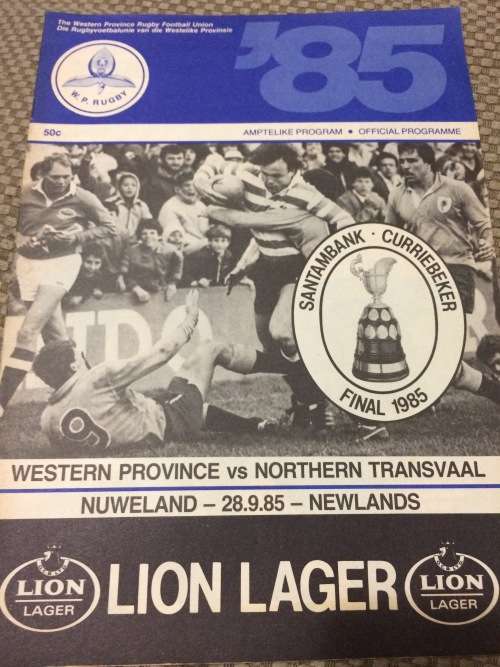 The Western Province Rugby Football Union
Die Rugbyvoetbalunie van die Westelike Provinsie
'85
W.P. RUGBY
50c
AMPTELIKE PROGRAM • OFFICIAL PROGRAMME
SANTAMBANK · CURRIEBEKER
FINAL 1985
9
WESTERN PROVINCE vs NORTHERN TRANSVAAL
NUWELAND – 28.9.85 – NEWLANDS
LION
LAGER
LION LAGER
LION
LAGER